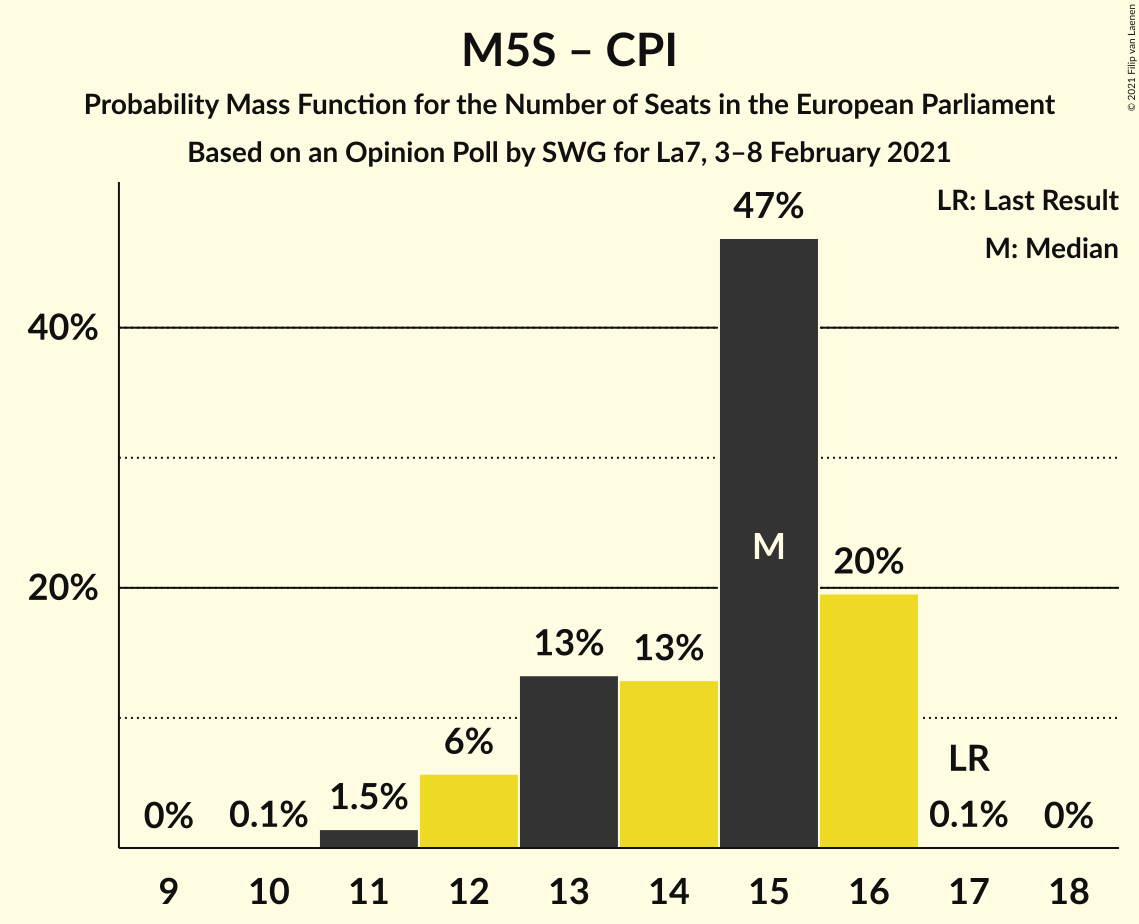 M5S – CPI
Probability Mass Function for the Number of Seats in the European Parliament
Based on an Opinion Poll by SWG for La7, 3–8 February 2021
© 2021 Filip van Laenen
LR: Last Result
M: Median
40%
20%
0%
0.1%
1.5%
6%
13%
13%
47%
M
20%
LR
0.1%
0%
9 10 11 12 13 14 15 16 17 18